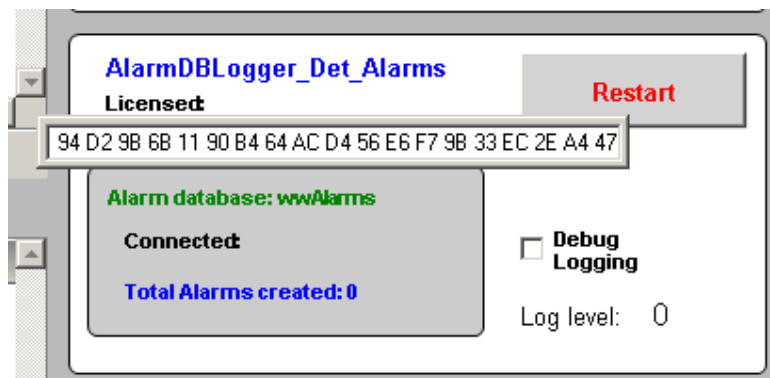 AlarmDBLogger_Det_Alarms
Restart
Licensed:
94 D2 9B 6B 11 90 B4 64 AC D4 56 E6 F7 9B 33 EC 2E A4 47
Alarm database: wwAlarms
Connected:
Debug
Logging
Total Alarms created: 0
Log level: 0